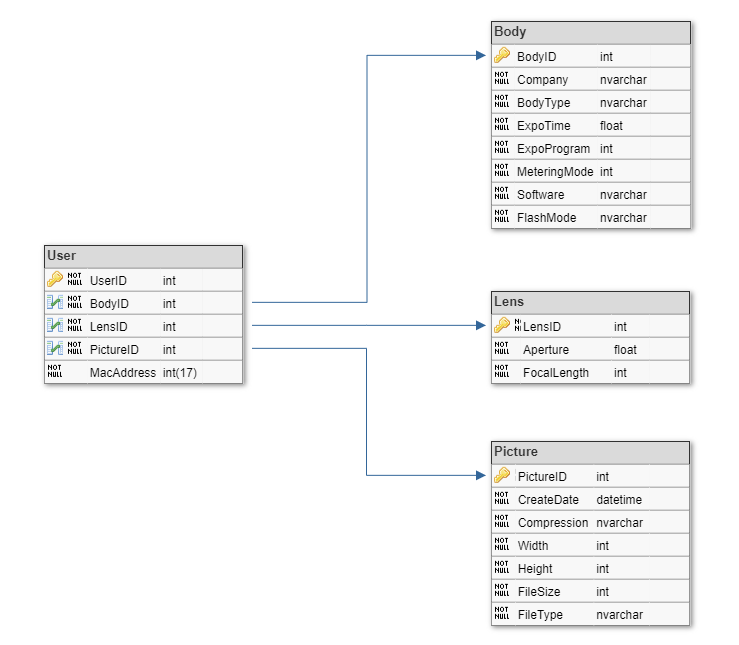 Body
BodyID int
NOT NULL Company nvarchar
NOT NULL BodyType nvarchar
NOT NULL ExpoTime float
NOT NULL ExpoProgram int
NOT NULL MeteringMode int
NOT NULL Software nvarchar
NOT NULL FlashMode nvarchar
User
NOT NULL UserID int
NOT NULL BodyID int
NOT NULL LensID int
NOT NULL PictureID int
NOT NULL MacAddress int(17)
Lens
LensID int
NOT NULL Aperture float
NOT NULL FocalLength int
Picture
PictureID int
NOT NULL CreateDate datetime
NOT NULL Compression nvarchar
NOT NULL Width int
NOT NULL Height int
NOT NULL FileSize int
NOT NULL FileType nvarchar